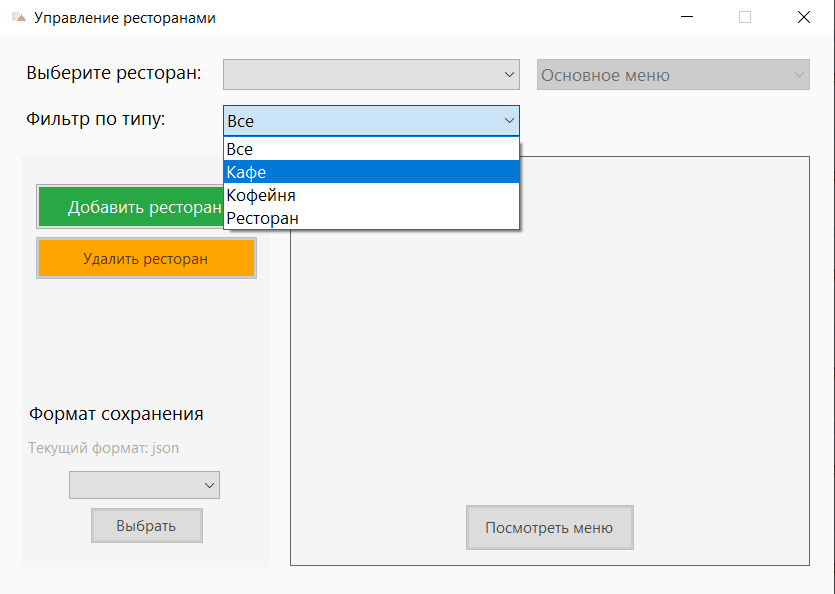 Управление ресторанами
Выберите ресторан:
Основное меню
Фильтр по типу:
Все
Все
Кафе
Кофейня
Ресторан
Добавить ресторан
Удалить ресторан
Формат сохранения
Текущий формат: json
Выбрать
Посмотреть меню